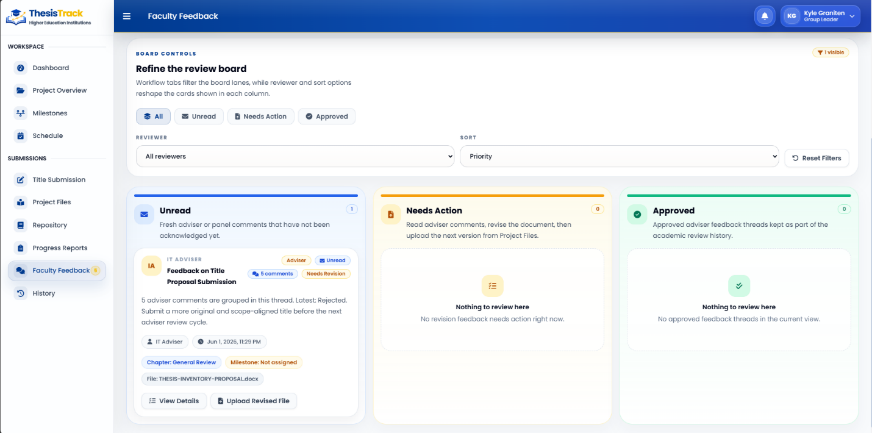 ThesisTrack
Higher Education Institutions
Faculty Feedback
KG
Kyle Graniten
Group Leader
WORKSPACE
Dashboard
Project Overview
Milestones
Schedule
SUBMISSIONS
Title Submission
Project Files
Repository
Progress Reports
Faculty Feedback
History
BOARD CONTROLS
1 visible
Refine the review board
Workflow tabs filter the board lanes, while reviewer and sort options
reshape the cards shown in each column.
All
Unread
Needs Action
Approved
REVIEWER
SORT
All reviewers
Priority
Reset Filters
Unread
1
Fresh adviser or panel comments that have not been
acknowledged yet.
IA
IT ADVISER
Adviser
Unread
Feedback on Title
Proposal Submission
5 comments
Needs Revision
5 adviser comments are grouped in this thread. Latest: Rejected.
Submit a more original and scope-aligned title before the next
adviser review cycle.
IT Adviser
Jun 1, 2025, 11:29 PM
Chapter: General Review
Milestone: Not assigned
File: THESIS-INVENTORY-PROPOSAL.docx
View Details
Upload Revised File
Needs Action
0
Read adviser comments, revise the document, then
upload the next version from Project Files.
Nothing to review here
No revision feedback needs action right now.
Approved
0
Approved adviser feedback threads kept as part of the
academic review history.
Nothing to review here
No approved feedback threads in the current view.